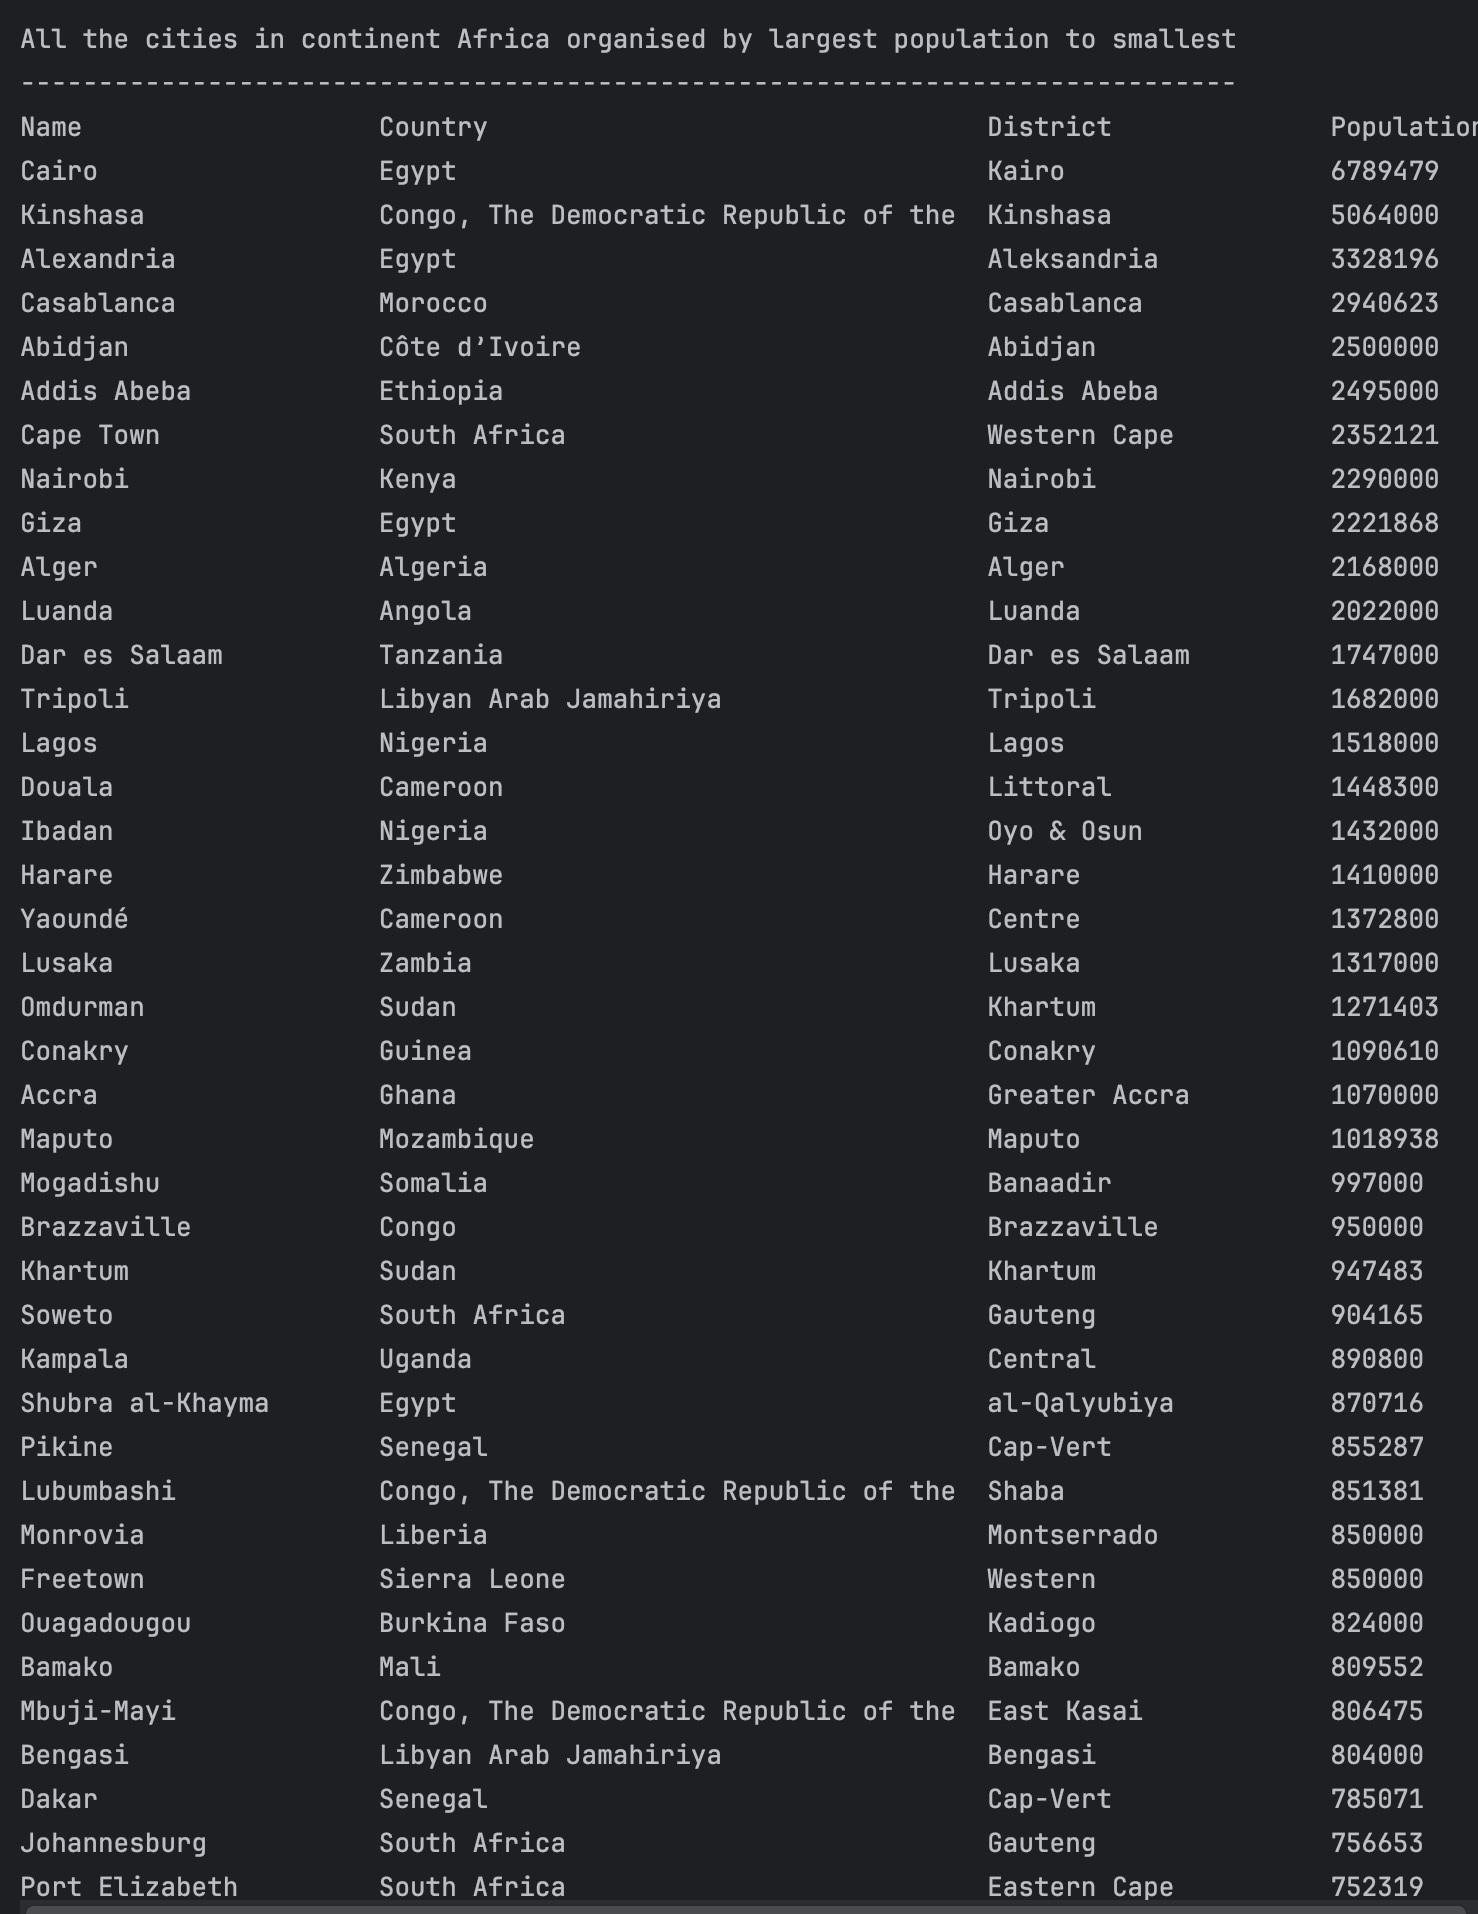 All the cities in continent Africa organised by largest population to smallest
------------------------------------------------------------------------------
Name Country District Population
Cairo Egypt Kairo 6789479
Kinshasa Congo, The Democratic Republic of the Kinshasa 5064000
Alexandria Egypt Aleksandria 3328196
Casablanca Morocco Casablanca 2940623
Abidjan Côte d’Ivoire Abidjan 2500000
Addis Abeba Ethiopia Addis Abeba 2495000
Cape Town South Africa Western Cape 2352121
Nairobi Kenya Nairobi 2290000
Giza Egypt Giza 2221868
Alger Algeria Alger 2168000
Luanda Angola Luanda 2022000
Dar es Salaam Tanzania Dar es Salaam 1747000
Tripoli Libyan Arab Jamahiriya Tripoli 1682000
Lagos Nigeria Lagos 1518000
Douala Cameroon Littoral 1448300
Ibadan Nigeria Oyo & Osun 1432000
Harare Zimbabwe Harare 1410000
Yaoundé Cameroon Centre 1372800
Lusaka Zambia Lusaka 1317000
Omdurman Sudan Khartum 1271403
Conakry Guinea Conakry 1090610
Accra Ghana Greater Accra 1070000
Maputo Mozambique Maputo 1018938
Mogadishu Somalia Banaadir 997000
Brazzaville Congo Brazzaville 950000
Khartum Sudan Khartum 947483
Soweto South Africa Gauteng 904165
Kampala Uganda Central 890800
Shubra al-Khayma Egypt al-Qalyubiya 870716
Pikine Senegal Cap-Vert 855287
Lubumbashi Congo, The Democratic Republic of the Shaba 851381
Monrovia Liberia Montserrado 850000
Freetown Sierra Leone Western 850000
Ouagadougou Burkina Faso Kadiogo 824000
Bamako Mali Bamako 809552
Mbuji-Mayi Congo, The Democratic Republic of the East Kasai 806475
Bengasi Libyan Arab Jamahiriya Bengasi 804000
Dakar Senegal Cap-Vert 785071
Johannesburg South Africa Gauteng 756653
Port Elizabeth South Africa Eastern Cape 752319